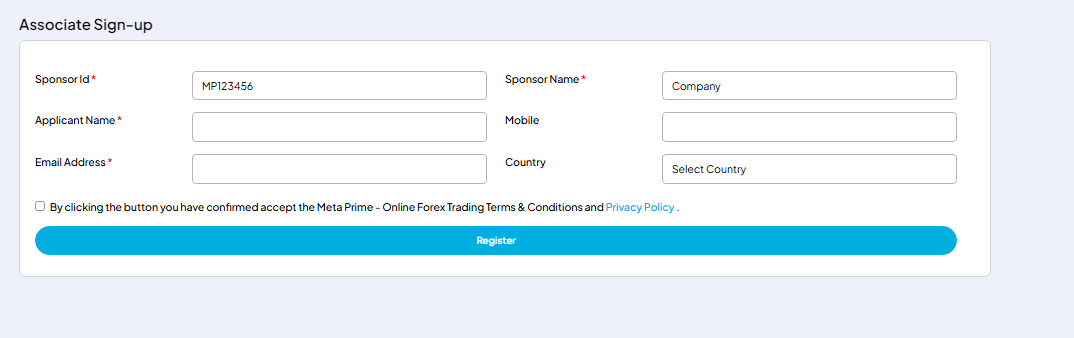 Associate Sign-up
Sponsor Id * MP123456 Sponsor Name * Company
Applicant Name * Mobile
Email Address * Country Select Country
By clicking the button you have confirmed accept the Meta Prime - Online Forex Trading Terms & Conditions and Privacy Policy .
Register